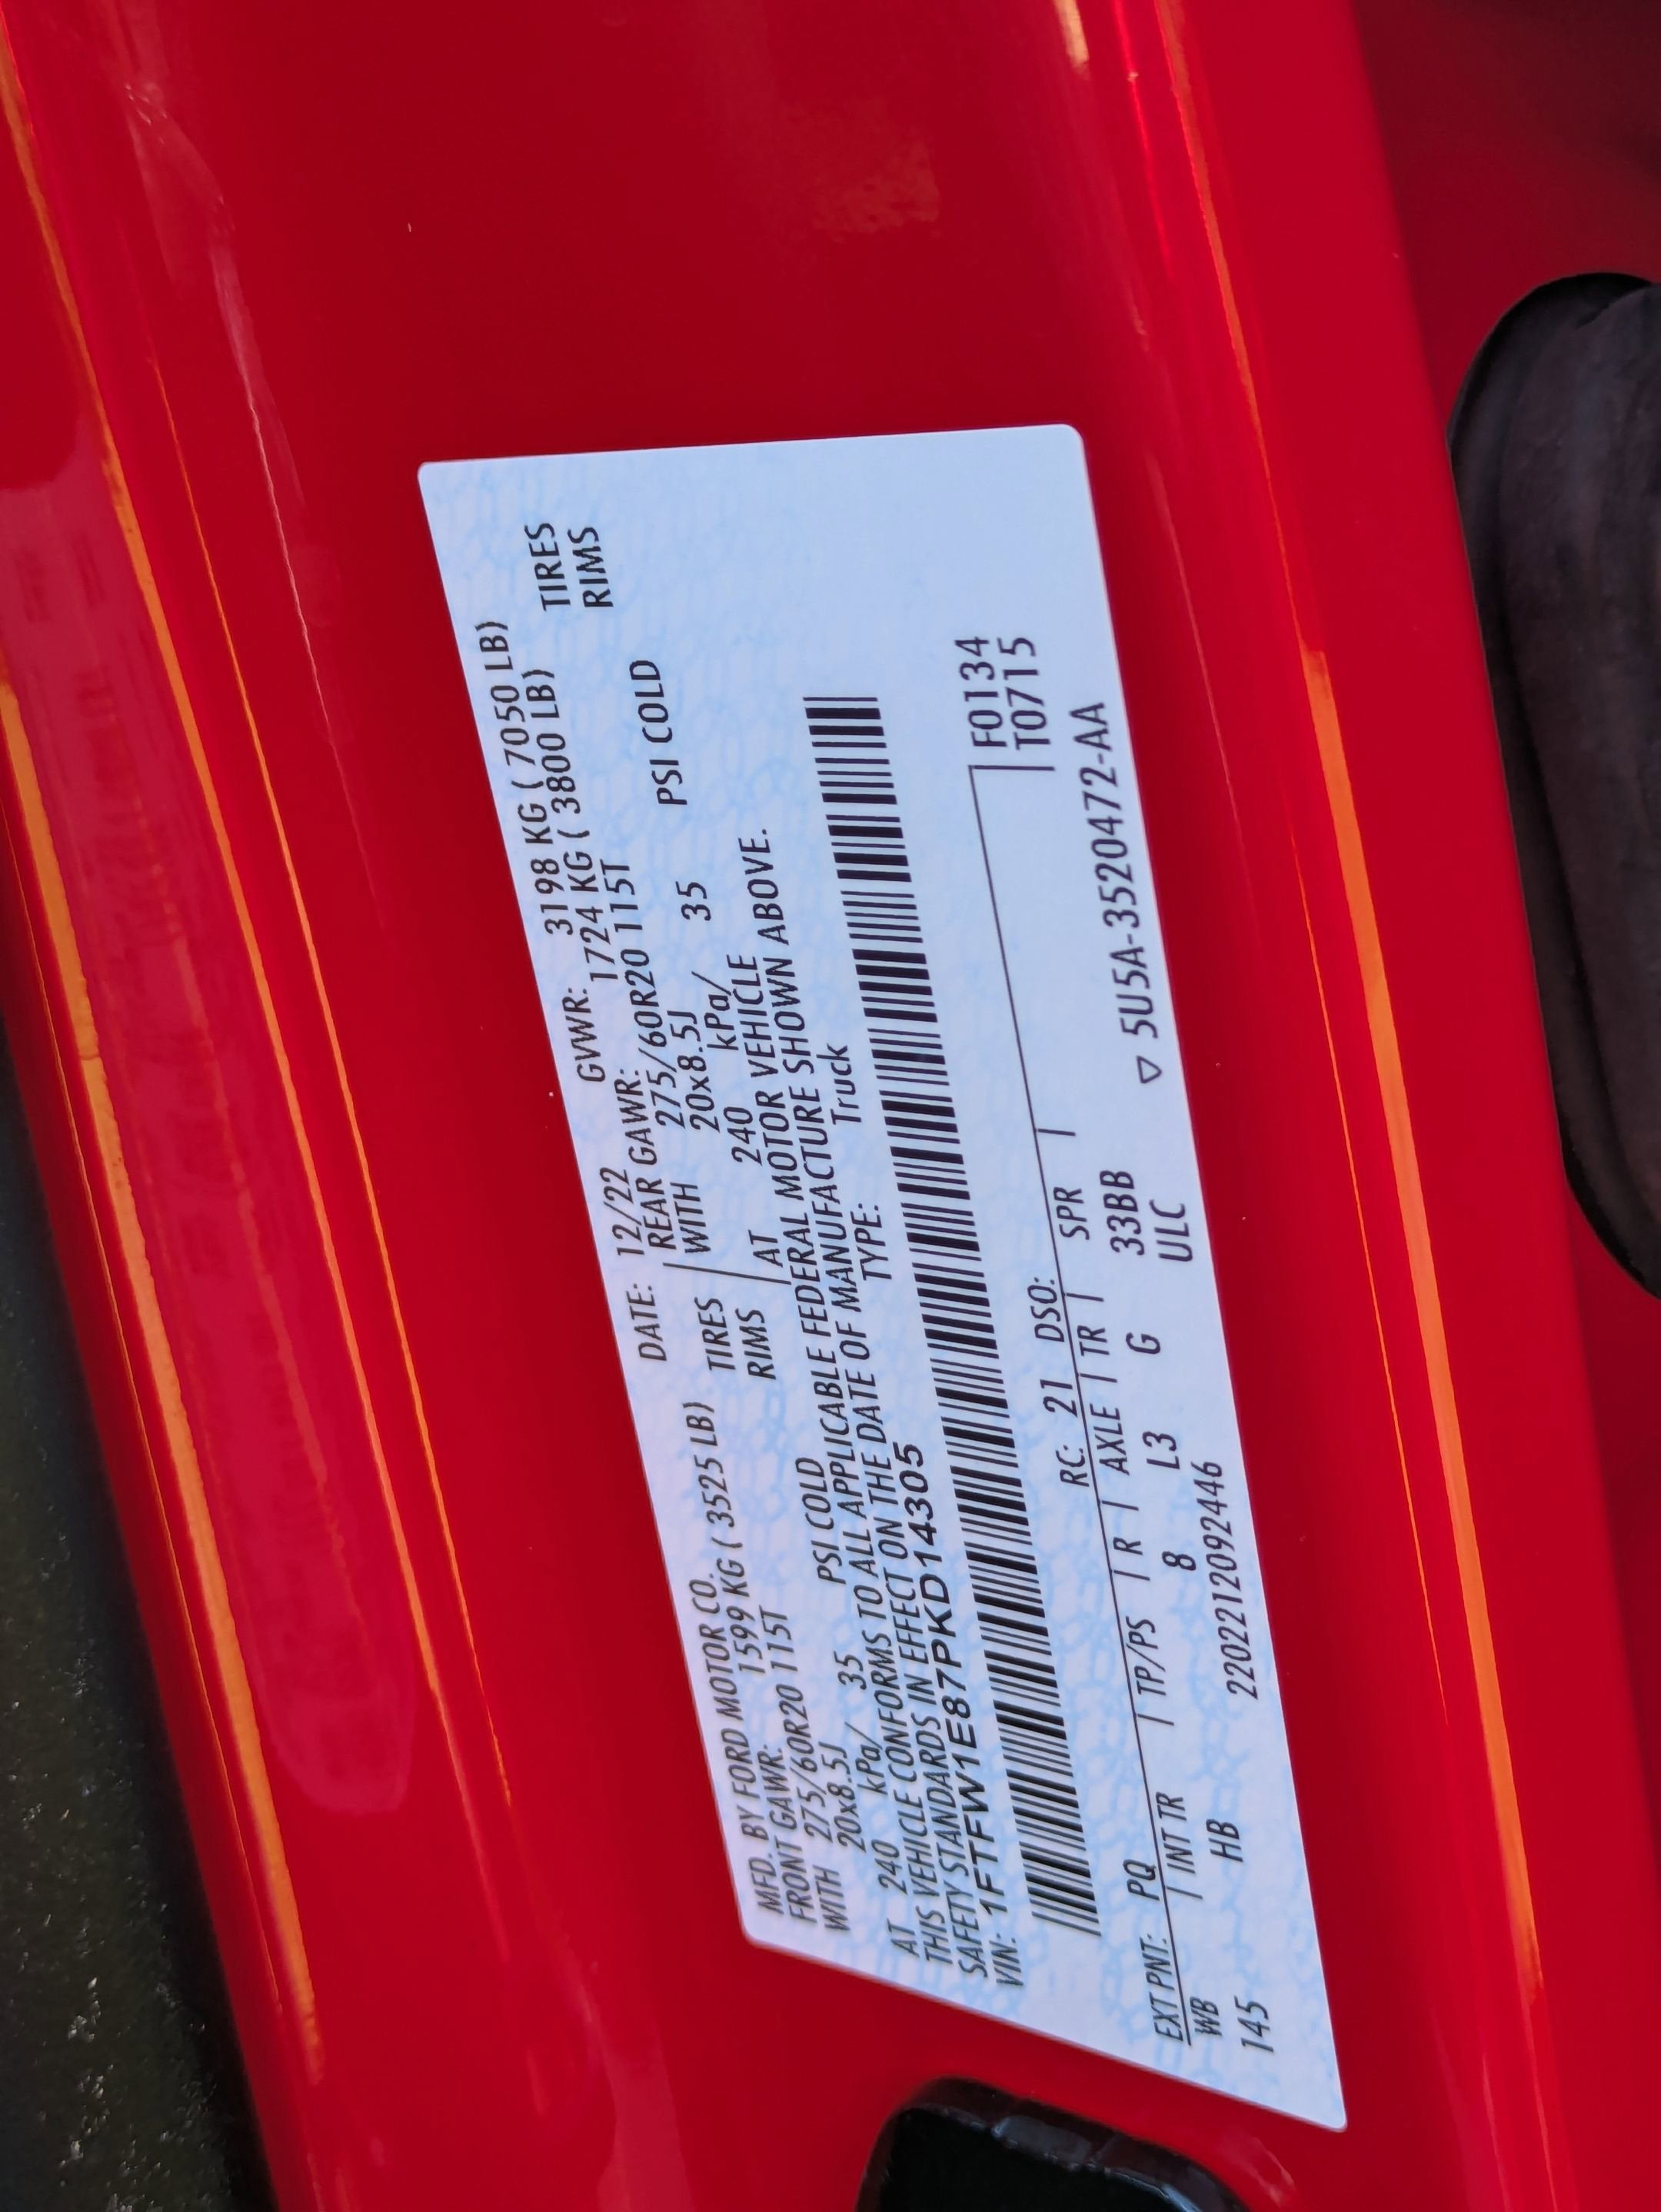 MFD. BY FORD MOTOR CO. DATE: 12/22 GVWR: 3198 KG ( 7050 LB)
FRONT GAWR: 1599 KG ( 3525 LB) REAR GAWR: 1724 KG ( 3800 LB)
WITH 275/60R20 115T TIRES WITH 275/60R20 115T TIRES
20x8.5J RIMS 20x8.5J RIMS
AT 240 kPa/ 35 PSI COLD AT 240 kPa/ 35 PSI COLD
THIS VEHICLE CONFORMS TO ALL APPLICABLE FEDERAL MOTOR MOTOR VEHICLE
SAFETY STANDARDS IN EFFECT ON THE DATE OF MANUFACTURE SHOWN ABOVE.
VIN: 1FTFW1E87PKD14305 TYPE: Truck
EXT PNT: PQ RC: 21 DSO: F0134
WB INT TR TP/PS R AXLE TR SPR T0715
145 HB 8 L3 G 33BB
2202212092446 ULC ▽ 5U5A-3520472-AA